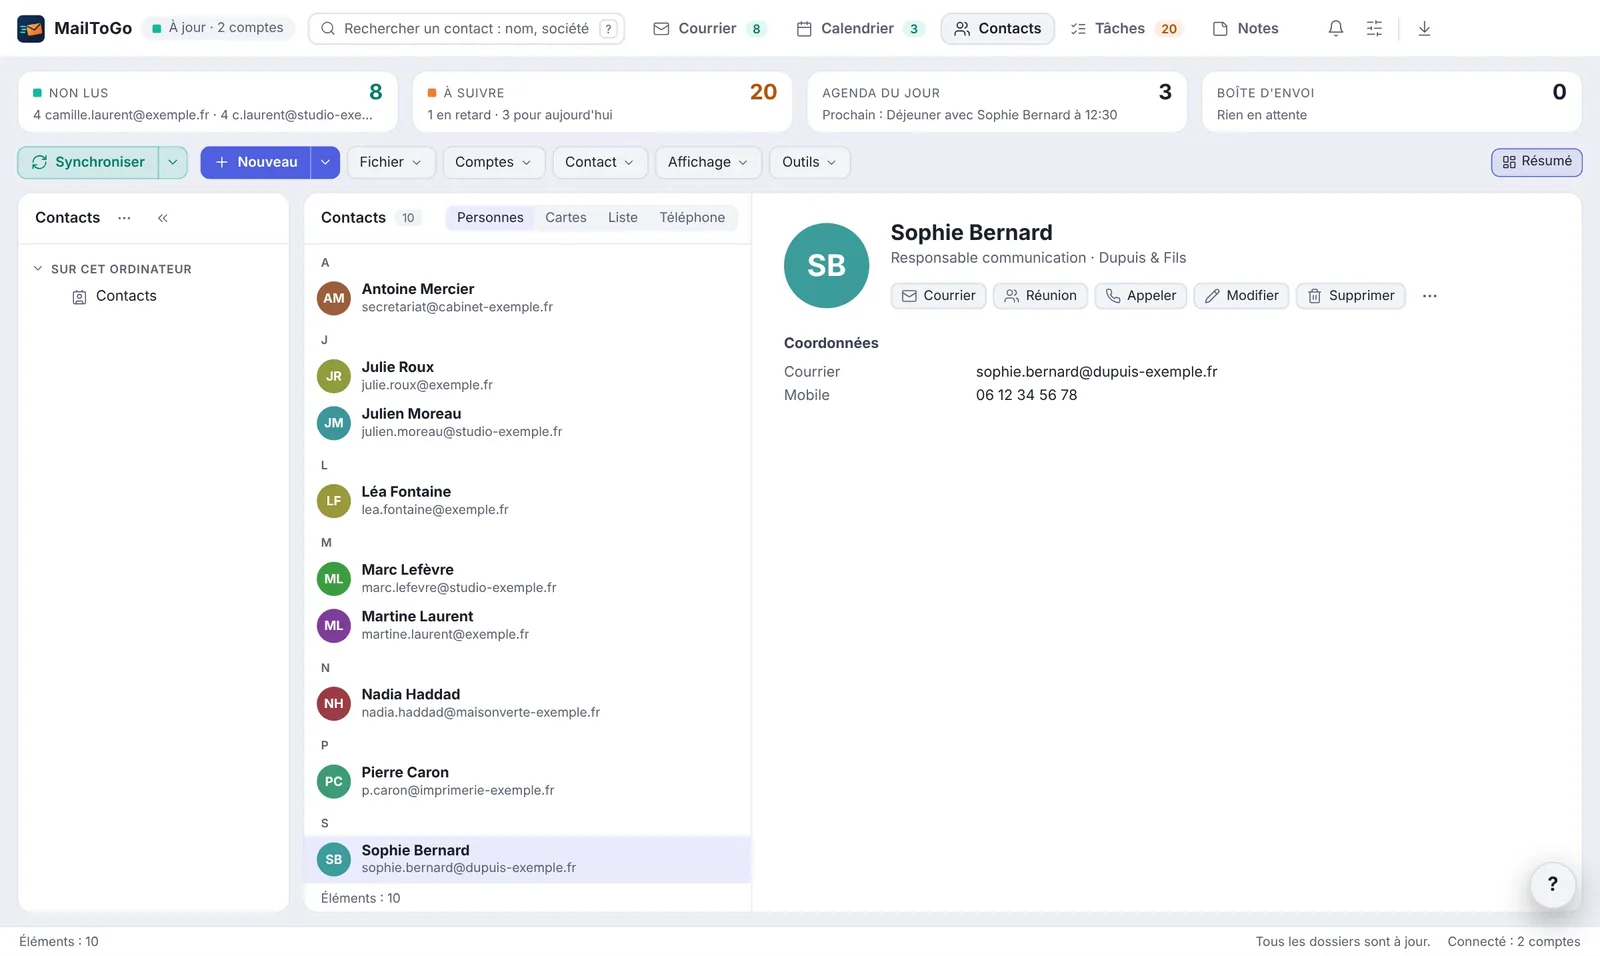 MailToGo
À jour · 2 comptes
Rechercher un contact : nom, société
?
Courrier 8
Calendrier 3
Contacts
Tâches 20
Notes
NON LUS 8
4 camille.laurent@exemple.fr · 4 c.laurent@studio-exe...
À SUIVRE 20
1 en retard · 3 pour aujourd'hui
AGENDA DU JOUR 3
Prochain : Déjeuner avec Sophie Bernard à 12:30
BOÎTE D'ENVOI 0
Rien en attente
Synchroniser
Nouveau
Fichier
Comptes
Contact
Affichage
Outils
Résumé
Contacts
SUR CET ORDINATEUR
Contacts
Contacts 10
Personnes
Cartes
Liste
Téléphone
A
AM
Antoine Mercier
secretariat@cabinet-exemple.fr
J
JR
Julie Roux
julie.roux@exemple.fr
JM
Julien Moreau
julien.moreau@studio-exemple.fr
L
LF
Léa Fontaine
lea.fontaine@exemple.fr
M
ML
Marc Lefèvre
marc.lefevre@studio-exemple.fr
ML
Martine Laurent
martine.laurent@exemple.fr
N
NH
Nadia Haddad
nadia.haddad@maisonverte-exemple.fr
P
PC
Pierre Caron
p.caron@imprimerie-exemple.fr
S
SB
Sophie Bernard
sophie.bernard@dupuis-exemple.fr
Éléments : 10
SB
Sophie Bernard
Responsable communication · Dupuis & Fils
Courrier
Réunion
Appeler
Modifier
Supprimer
Coordonnées
Courrier sophie.bernard@dupuis-exemple.fr
Mobile 06 12 34 56 78
?
Éléments : 10
Tous les dossiers sont à jour.
Connecté : 2 comptes